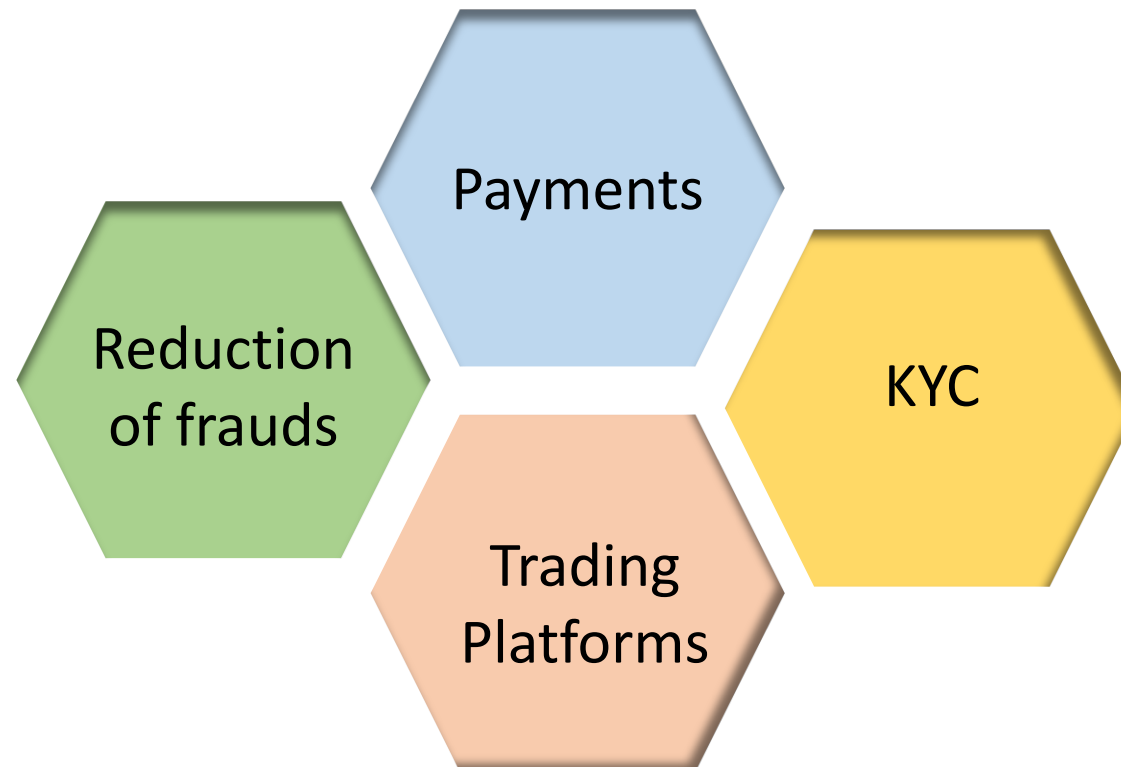 Payments
Reduction
of frauds
KYC
Trading
Platforms